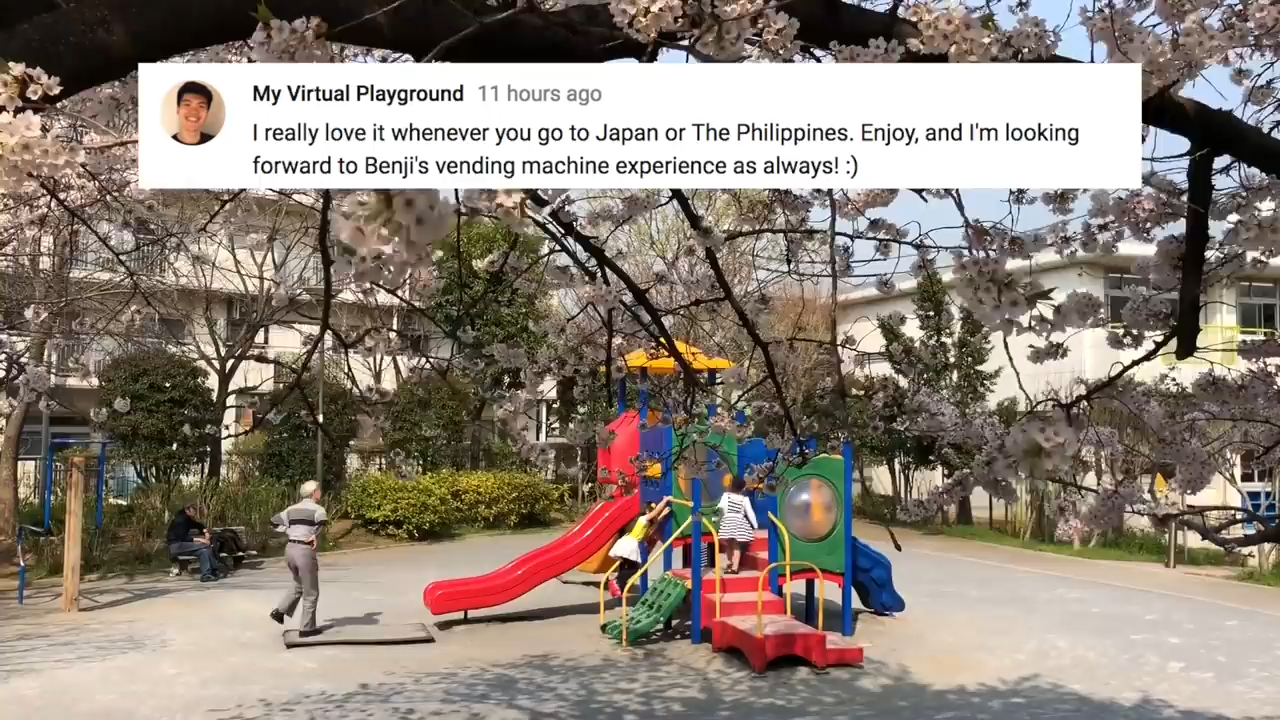 My Virtual Playground 11 hours ago
I really love it whenever you go to Japan or The Philippines. Enjoy, and I'm looking
forward to Benji's vending machine experience as always! :)